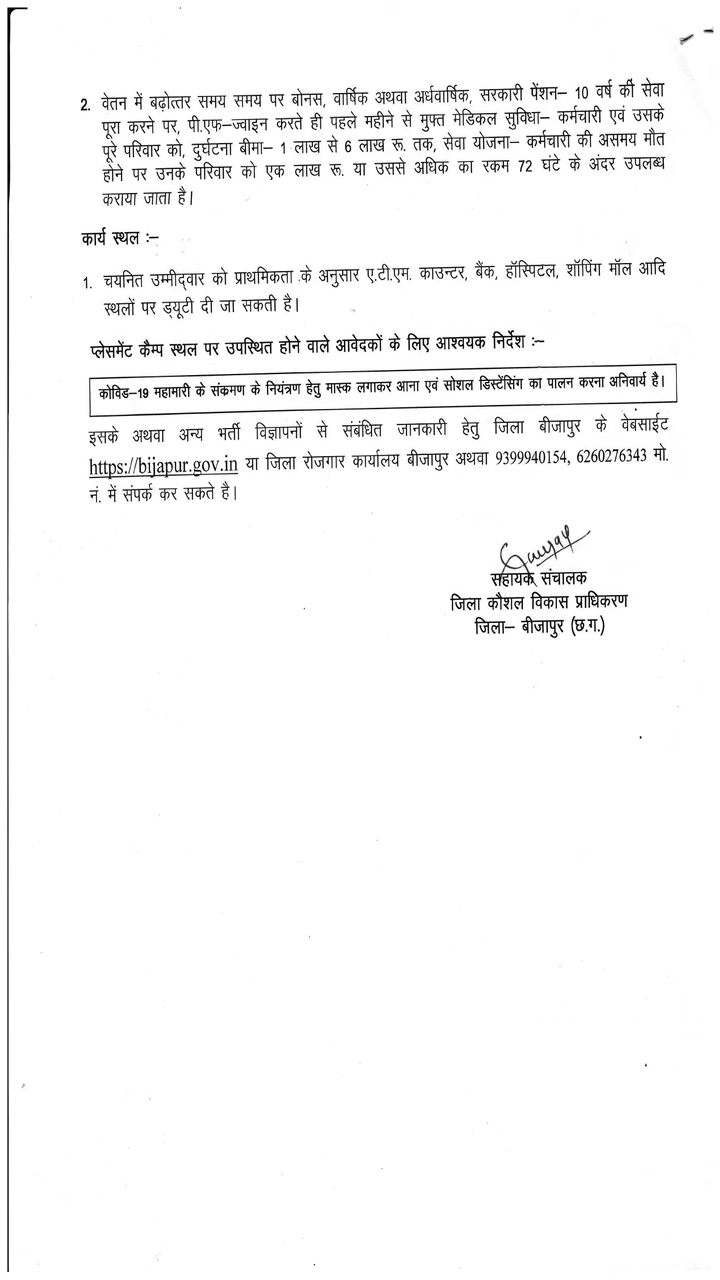 2. वेतन में बढ़ोत्तर समय समय पर बोनस, वार्षिक अथवा अर्धवार्षिक, सरकारी पेंशन– 10 वर्ष की सेवा
पूरा करने पर, पी.एफ–ज्वाइन करते ही पहले महीने से मुफ्त मेडिकल सुविधा– कर्मचारी एवं उसके
पूरे परिवार को, दुर्घटना बीमा– 1 लाख से 6 लाख रू. तक, सेवा योजना– कर्मचारी की असमय मौत
होने पर उनके परिवार को एक लाख रू. या उससे अधिक का रकम 72 घंटे के अंदर उपलब्ध
कराया जाता है।
कार्य स्थल :–
1. चयनित उम्मीद्वार को प्राथमिकता के अनुसार ए.टी.एम. काउन्टर, बैंक, हॉस्पिटल, शॉपिंग मॉल आदि
स्थलों पर ड्यूटी दी जा सकती है।
प्लेसमेंट कैम्प स्थल पर उपस्थित होने वाले आवेदकों के लिए आश्वयक निर्देश :–
कोविड–19 महामारी के संकमण के नियंत्रण हेतु मास्क लगाकर आना एवं सोशल डिस्टेंसिंग का पालन करना अनिवार्य है।
इसके अथवा अन्य भर्ती विज्ञापनों से संबंधित जानकारी हेतु जिला बीजापुर के वेबसाईट
https://bijapur.gov.in या जिला रोजगार कार्यालय बीजापुर अथवा 9399940154, 6260276343 मो.
नं. में संपर्क कर सकते है।
सहायक संचालक
जिला कौशल विकास प्राधिकरण
जिला– बीजापुर (छ.ग.)